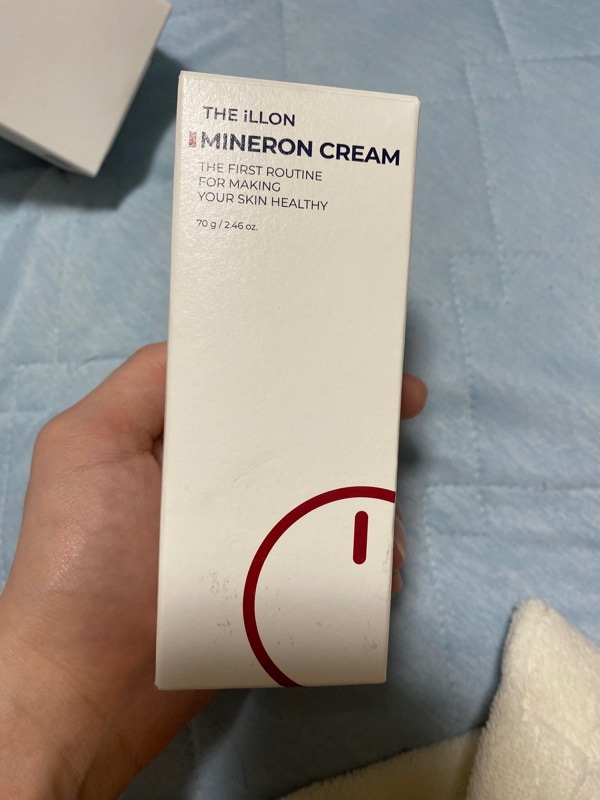 THE iLLON
MINERON CREAM
THE FIRST ROUTINE
FOR MAKING
YOUR SKIN HEALTHY
70 g / 2.46 oz.